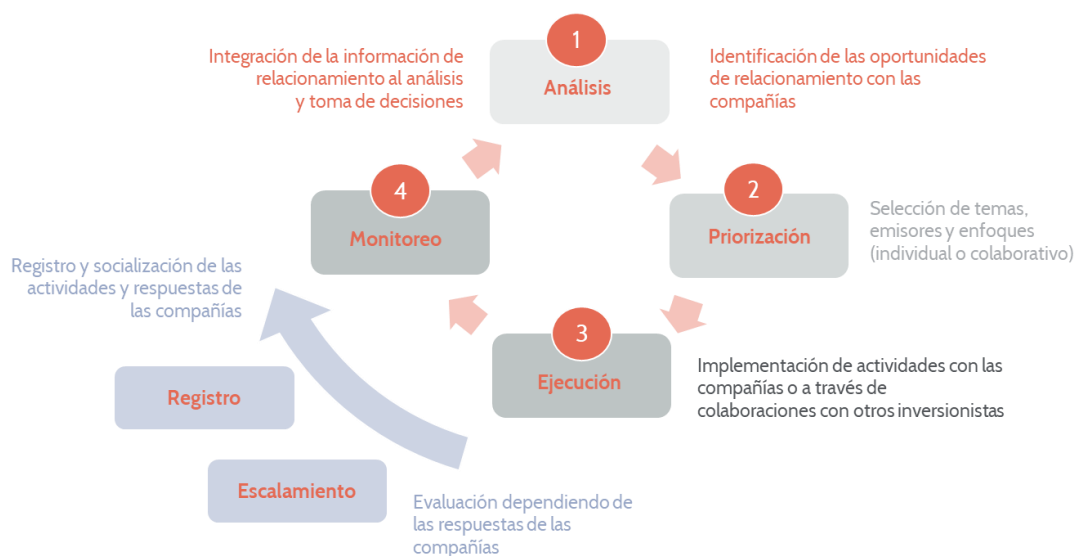 1
Análisis
Integración de la información de
relacionamiento al análisis
y toma de decisiones
Identificación de las oportunidades
de relacionamiento con las
compañías
2
Priorización
Selección de temas,
emisores y enfoques
(individual o colaborativo)
3
Ejecución
Implementación de actividades con las
compañías o a través de
colaboraciones con otros inversionistas
4
Monitoreo
Registro y socialización de las
actividades y respuestas de
las compañías
Registro
Escalamiento
Evaluación dependiendo de
las respuestas de las
compañías